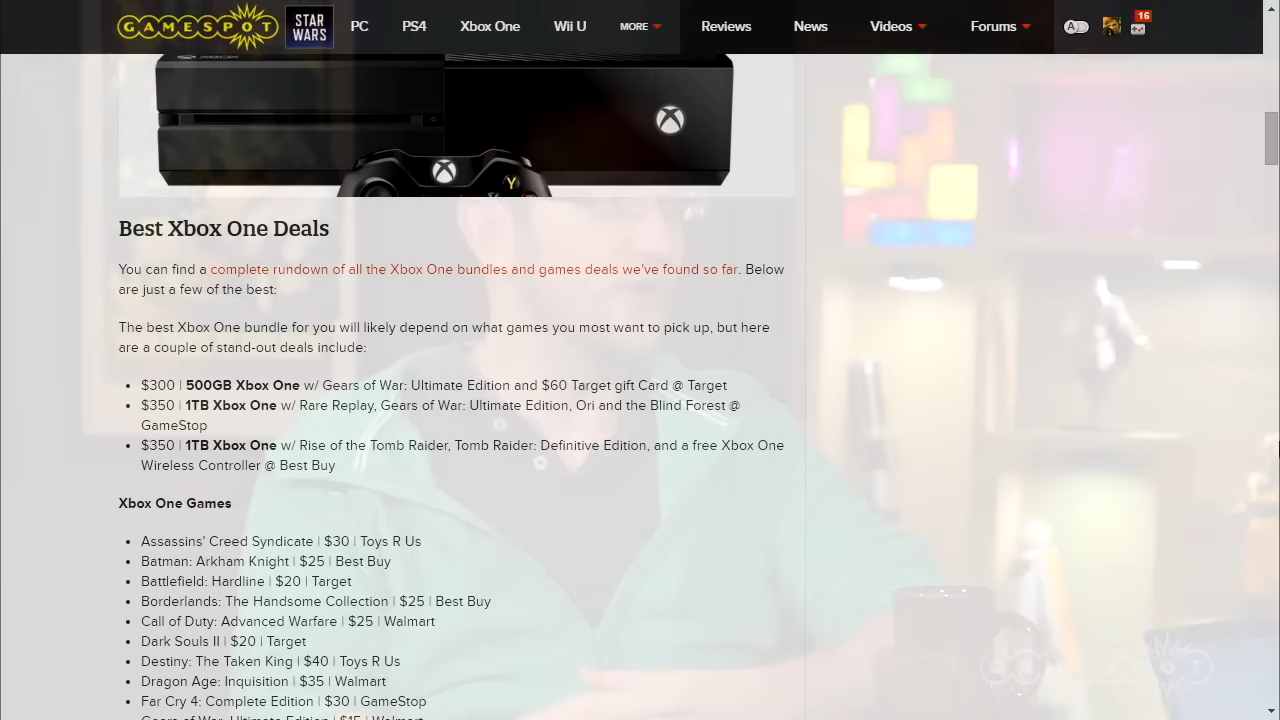 GAMESPOT
STAR
WARS
PC
PS4
Xbox One
Wii U
MORE
Reviews
News
Videos
Forums
16
Y
Best Xbox One Deals
You can find a complete rundown of all the Xbox One bundles and games deals we've found so far. Below
are just a few of the best:
The best Xbox One bundle for you will likely depend on what games you most want to pick up, but here
are a couple of stand-out deals include:
• $300 | 500GB Xbox One w/ Gears of War: Ultimate Edition and $60 Target gift Card @ Target
• $350 | 1TB Xbox One w/ Rare Replay, Gears of War: Ultimate Edition, Ori and the Blind Forest @
GameStop
• $350 | 1TB Xbox One w/ Rise of the Tomb Raider, Tomb Raider: Definitive Edition, and a free Xbox One
Wireless Controller @ Best Buy
Xbox One Games
• Assassins' Creed Syndicate | $30 | Toys R Us
• Batman: Arkham Knight | $25 | Best Buy
• Battlefield: Hardline | $20 | Target
• Borderlands: The Handsome Collection | $25 | Best Buy
• Call of Duty: Advanced Warfare | $25 | Walmart
• Dark Souls II | $20 | Target
• Destiny: The Taken King | $40 | Toys R Us
• Dragon Age: Inquisition | $35 | Walmart
• Far Cry 4: Complete Edition | $30 | GameStop
Gears of War: Ultimate Edition | $15 | Walmart
GAMESPOT